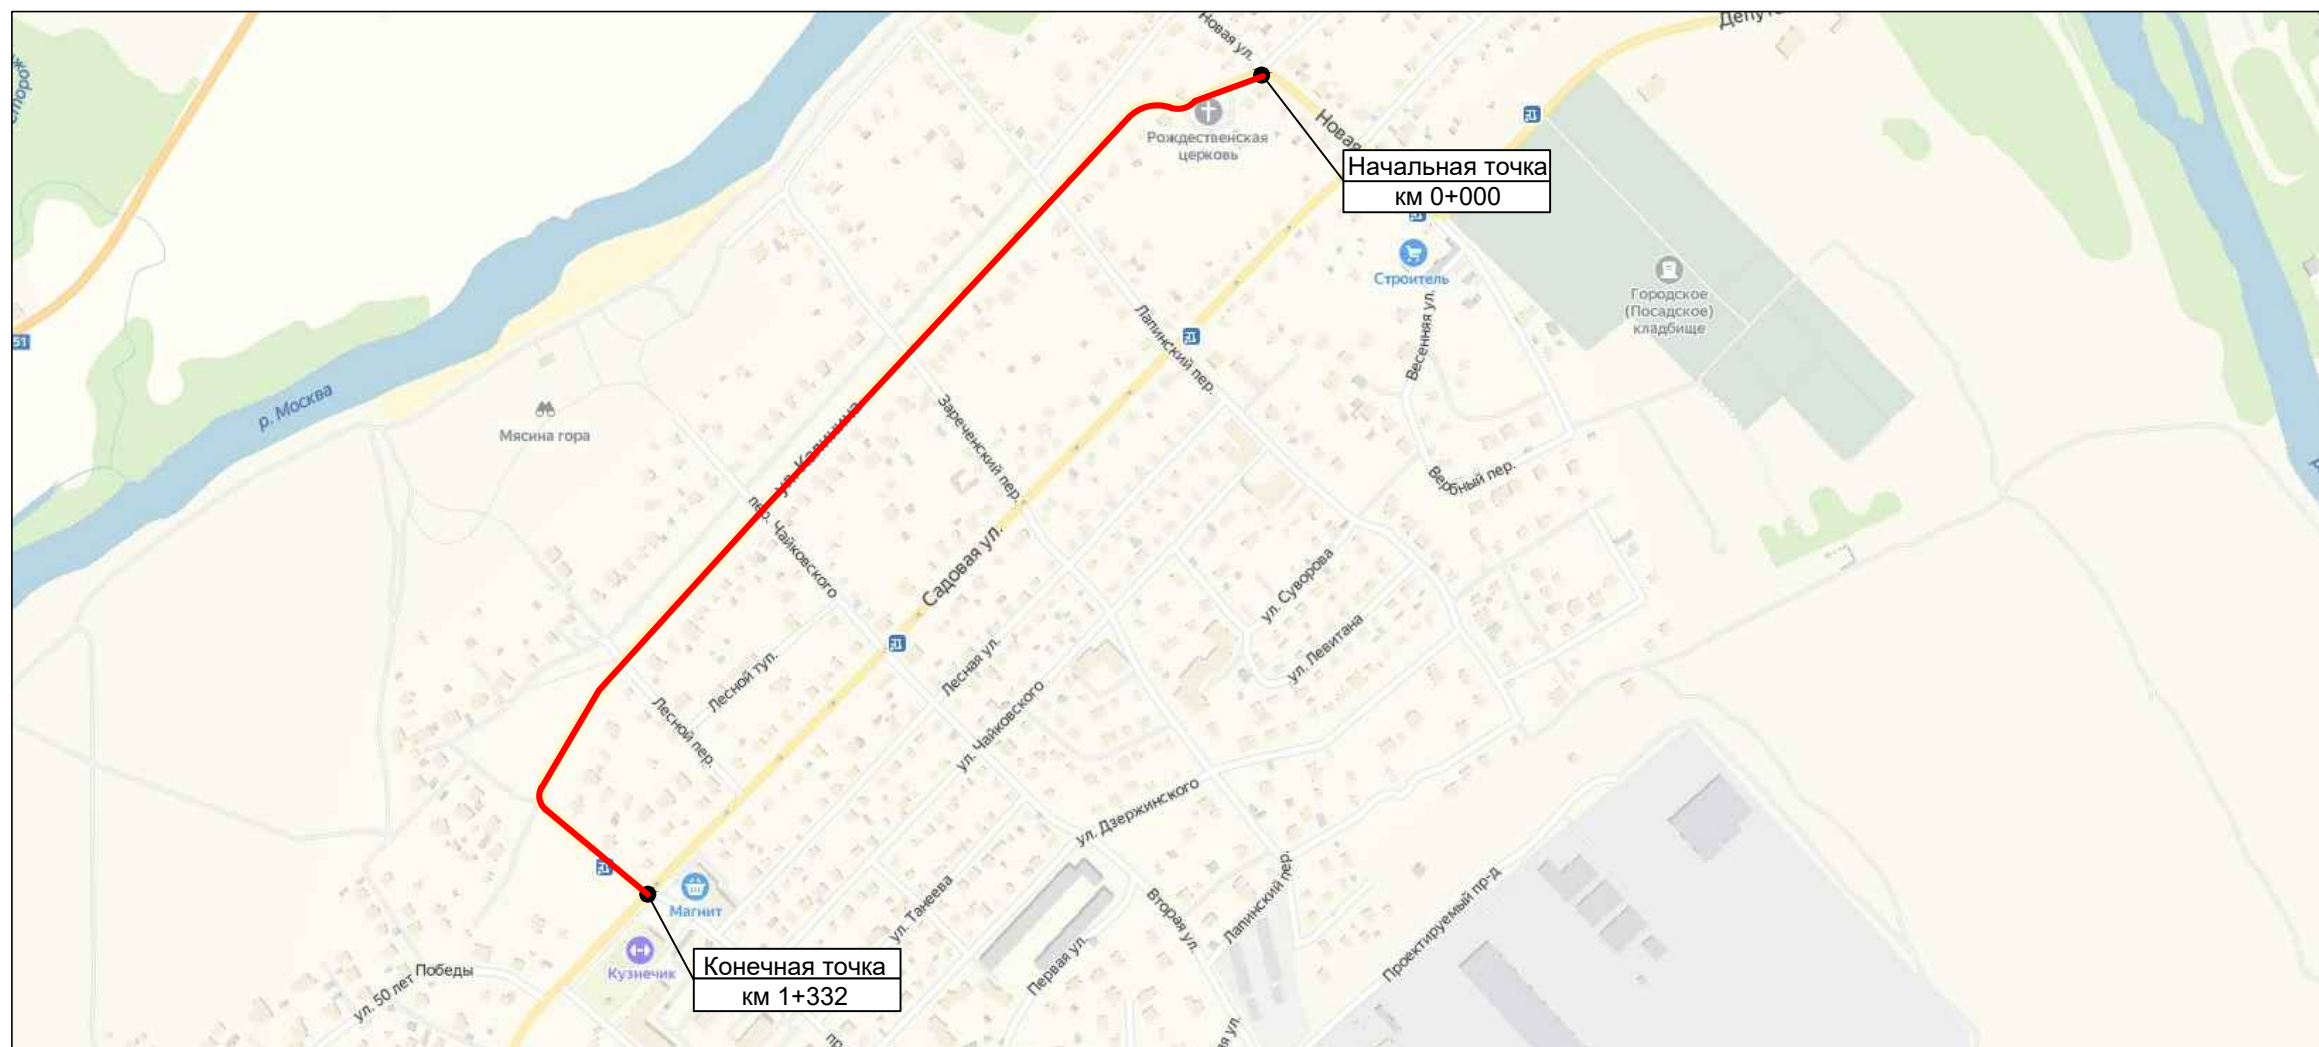 Новая ул.
Рождественская
церковь
Начальная точка
км 0+000
Строитель
Городское
(Посадское)
кладбище
51
р. Москва
Мясина гора
ул. Калинина
Лапинский пер.
Весенняя ул.
Зареченский пер.
Вербный пер.
пер. Чайковского
Садовая ул.
ул. Суворова
ул. Левитана
Лесной туп.
Лесная ул.
Лесной пер.
ул. Чайковского
ул. Дзержинского
Магнит
ул. Танеева
Вторая ул.
Лапинский пер.
Проектируемый пр-д
Кузнечик
Конечная точка
км 1+332
ул. 50 лет Победы
Первая ул.